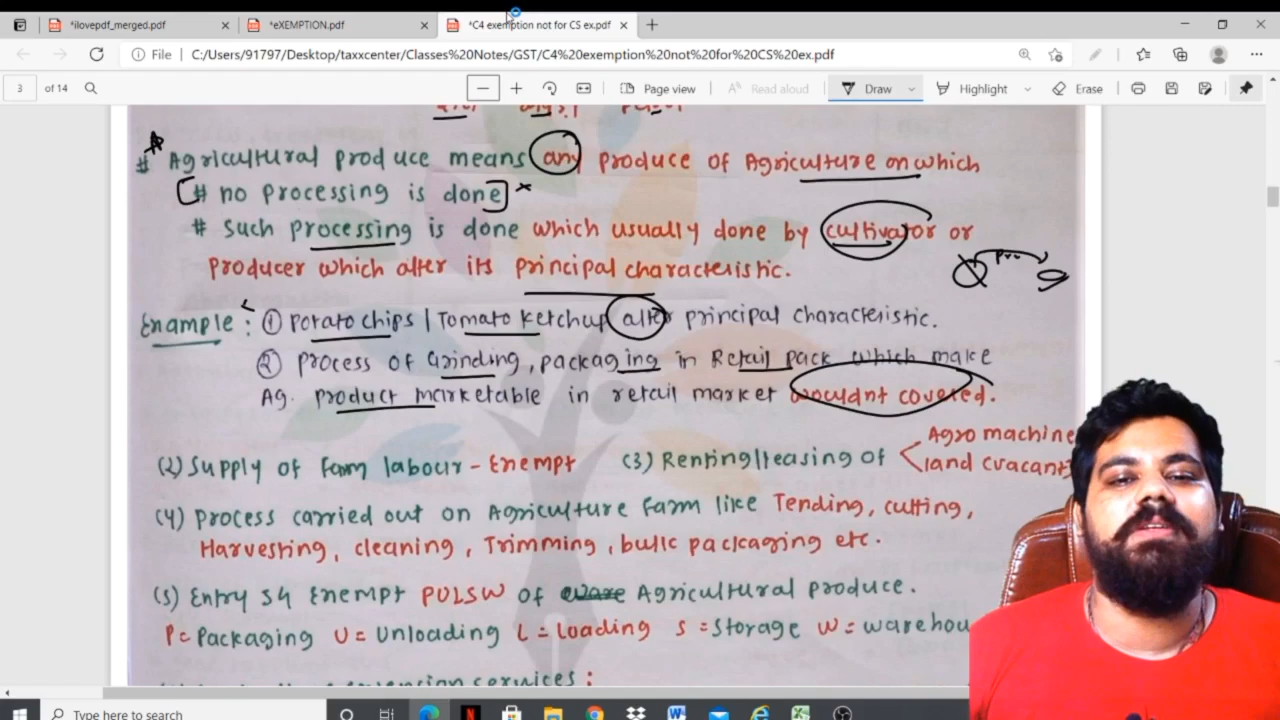 *ilovepdf_merged.pdf
*eXEMPTION.pdf
*C4 exemption not for CS ex.pdf
File C:/Users/91797/Desktop/taxxcenter/Classes%20Notes/GST/C4%20exemption%20not%20for%20CS%20ex.pdf
3 of 14 Page view Read aloud Draw Highlight Erase
# Agricultural produce means any produce of Agriculture on which
# no processing is done
# Such processing is done which usually done by cultivator or
Producer which alter its principal characteristic.
Example : ① Potato chips | Tomato ketchup alter principal characteristic.
② Process of Grinding, packaging in Retail pack which make
Ag. product marketable in retail market wouldnt covered.
(2) Supply of farm labour - Exempt (3) Renting/leasing of
Agro machine
land (vacant
(4) Process carried out on Agriculture farm like Tending, cutting,
Harvesting, cleaning, Trimming, bulk packaging etc.
(5) Entry 54 Exempt PULSW of Agricultural produce.
P= Packaging U= Unloading L= Loading S =Storage W= warehou
extension services :
Type here to search